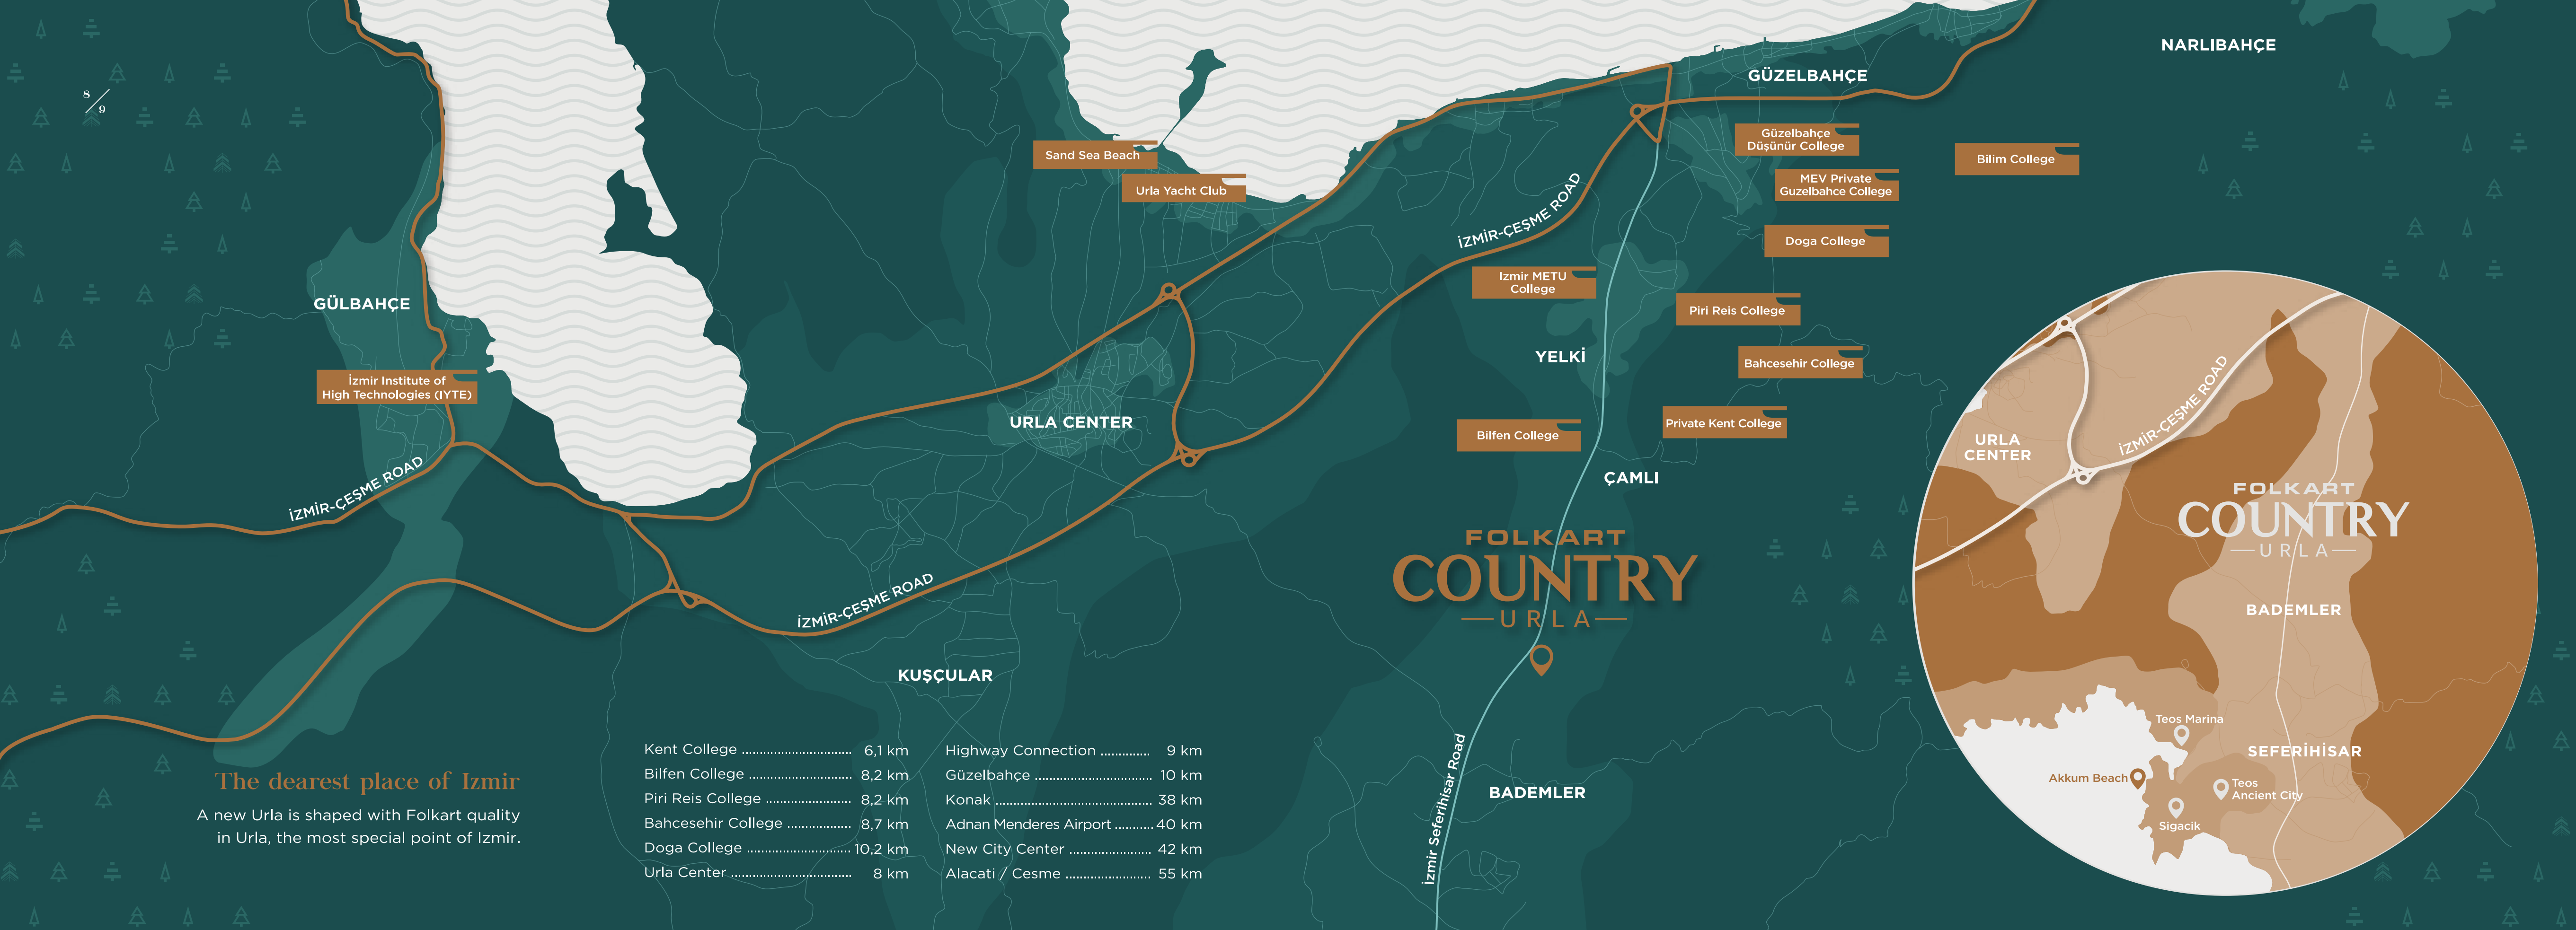 8
9
NARLIBAHÇE
GÜZELBAHÇE
Güzelbahçe
Düşünür College
Bilim College
MEV Private
Guzelbahce College
Doga College
Sand Sea Beach
Urla Yacht Club
İZMİR-ÇEŞME ROAD
Izmir METU
College
Piri Reis College
YELKİ
Bahcesehir College
Bilfen College
Private Kent College
ÇAMLI
GÜLBAHÇE
İzmir Institute of
High Technologies (IYTE)
İZMİR-ÇEŞME ROAD
URLA CENTER
İZMİR-ÇEŞME ROAD
KUŞÇULAR
FOLKART
COUNTRY
URLA
İzmir Seferihisar Road
BADEMLER
URLA
CENTER
İZMİR-ÇEŞME ROAD
FOLKART
COUNTRY
URLA
BADEMLER
Teos Marina
SEFERİHİSAR
Akkum Beach
Teos
Ancient City
Sigacik
The dearest place of Izmir
A new Urla is shaped with Folkart quality
in Urla, the most special point of Izmir.
Kent College ............................ 6,1 km
Bilfen College .......................... 8,2 km
Piri Reis College ...................... 8,2 km
Bahcesehir College ................. 8,7 km
Doga College .......................... 10,2 km
Urla Center ............................... 8 km
Highway Connection ............. 9 km
Güzelbahçe .............................. 10 km
Konak ........................................ 38 km
Adnan Menderes Airport .......... 40 km
New City Center ..................... 42 km
Alacati / Cesme ...................... 55 km